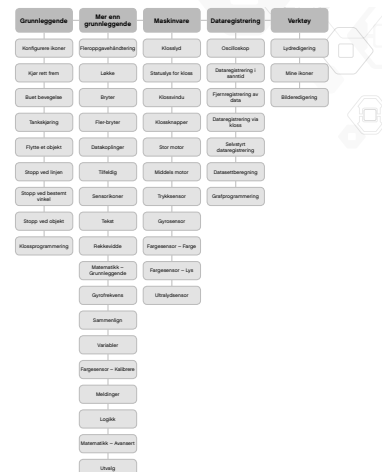 Grunnleggende
Konfigurere ikoner
Kjør rett frem
Buet bevegelse
Tankskjøring
Flytte et objekt
Stopp ved linjen
Stopp ved bestemt
vinkel
Stopp ved objekt
Klossprogrammering
Mer enn
grunnleggende
Fleroppgavehåndtering
Løkke
Bryter
Fler-bryter
Datakoplinger
Tilfeldig
Sensorikoner
Tekst
Rekkevidde
Matematikk –
Grunnleggende
Gyrofrekvens
Sammenlign
Variabler
Fargesensor – Kalibrere
Meldinger
Logikk
Matematikk – Avansert
Utvalg
Maskinvare
Klosslyd
Statuslys for kloss
Klossvindu
Klossknapper
Stor motor
Middels motor
Trykksensor
Gyrosensor
Fargesensor – Farge
Fargesensor – Lys
Ultralydsensor
Dataregistrering
Oscilloskop
Dataregistrering i
sanntid
Fjernregistrering av
data
Dataregistrering via
kloss
Selvstyrt
dataregistrering
Datasettberegning
Grafprogrammering
Verktøy
Lydredigering
Mine ikoner
Bilderedigering